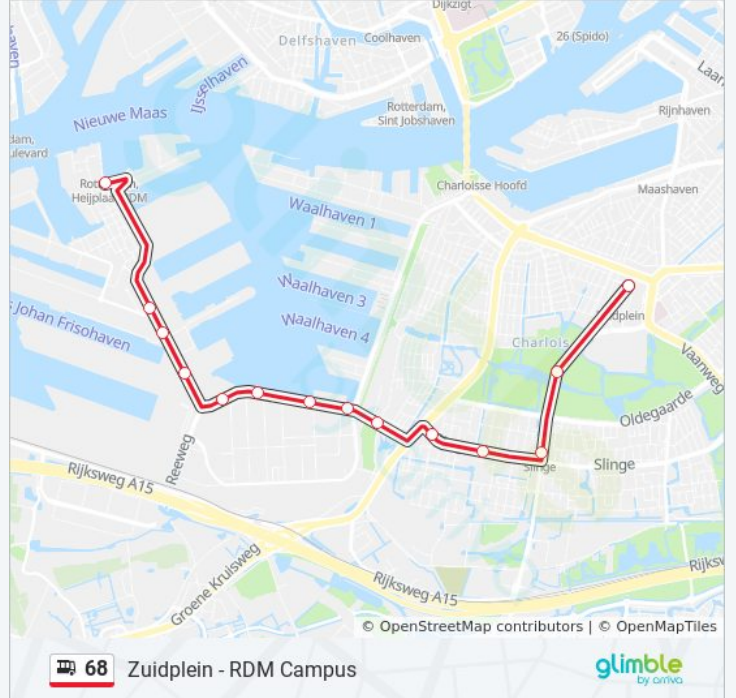 Dijkzigt
Delfshaven
Coolhaven
26 (Spido)
IJsselhaven
Nieuwe Maas
Rotterdam,
Sint Jobshaven
Rijnhaven
Charloisse Hoofd
Maashaven
Heijplaat
Waalhaven 1
Waalhaven 3
Waalhaven 4
Johan Frisohaven
Charlois
Vaanweg
Oldegaarde
Reeweg
Slinge
Slinge
Rijksweg A15
Groene Kruisweg
Rijksweg A15
© OpenStreetMap contributors | © OpenMapTiles
68 Zuidplein - RDM Campus
glimble
by arriva